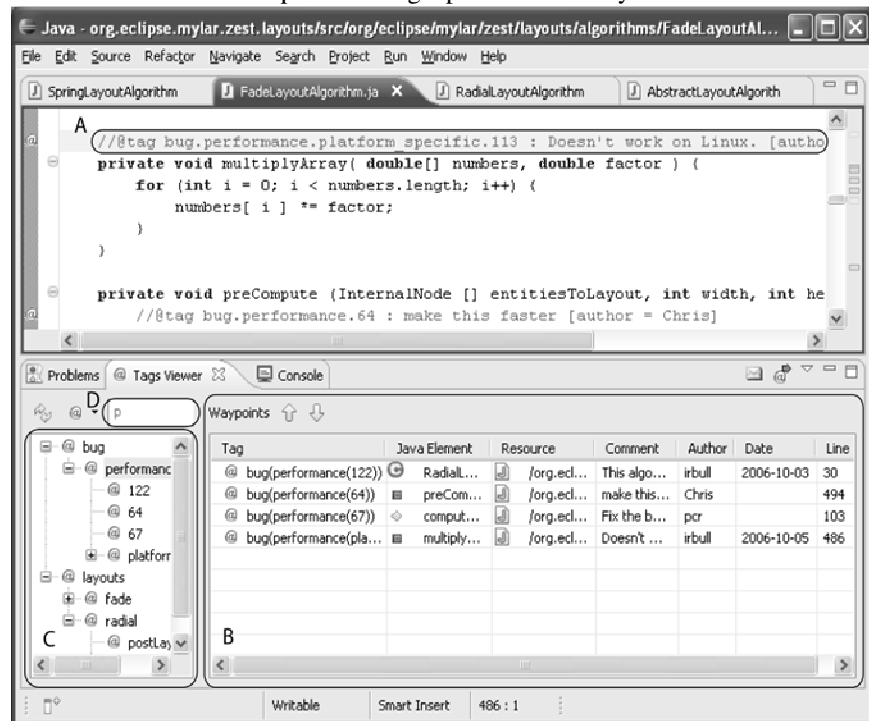 Java - org.eclipse.mylar.zest.layouts/src/org/eclipse/mylar/zest/layouts/algorithms/FadeLayoutAl...
File Edit Source Refactor Navigate Search Project Run Window Help
SpringLayoutAlgorithm FadeLayoutAlgorithm.ja RadialLayoutAlgorithm AbstractLayoutAlgorith
A
//@tag bug.performance.platform_specific.113 : Doesn't work on Linux. [autho
private void multiplyArray( double[] numbers, double factor ) {
for (int i = 0; i < numbers.length; i++) {
numbers[ i ] *= factor;
}
}
private void preCompute (InternalNode [] entitiesToLayout, int width, int he
//@tag bug.performance.64 : make this faster [author = Chris]
Problems @ Tags Viewer Console
@ D p Waypoints
@ bug
@ performanc
@ 122
@ 64
@ 67
@ platforr
@ layouts
@ fade
@ radial
@ postLay
C
Tag Java Element Resource Comment Author Date Line
@ bug(performance(122)) RadialL... /org.ecl... This algo... irbull 2006-10-03 30
@ bug(performance(64)) preCom... /org.ecl... make this... Chris 494
@ bug(performance(67)) comput... /org.ecl... Fix the b... pcr 103
@ bug(performance(pla... multiply... /org.ecl... Doesn't ... irbull 2006-10-05 486
B
Writable Smart Insert 486 : 1